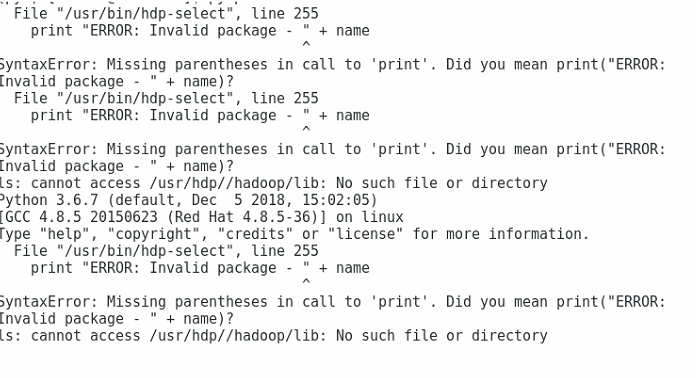 File "/usr/bin/hdp-select", line 255
print "ERROR: Invalid package - " + name
^
SyntaxError: Missing parentheses in call to 'print'. Did you mean print("ERROR:
Invalid package - " + name)?
File "/usr/bin/hdp-select", line 255
print "ERROR: Invalid package - " + name
^
SyntaxError: Missing parentheses in call to 'print'. Did you mean print("ERROR:
Invalid package - " + name)?
ls: cannot access /usr/hdp//hadoop/lib: No such file or directory
Python 3.6.7 (default, Dec  5 2018, 15:02:05)
[GCC 4.8.5 20150623 (Red Hat 4.8.5-36)] on linux
Type "help", "copyright", "credits" or "license" for more information.
File "/usr/bin/hdp-select", line 255
print "ERROR: Invalid package - " + name
^
SyntaxError: Missing parentheses in call to 'print'. Did you mean print("ERROR:
Invalid package - " + name)?
ls: cannot access /usr/hdp//hadoop/lib: No such file or directory